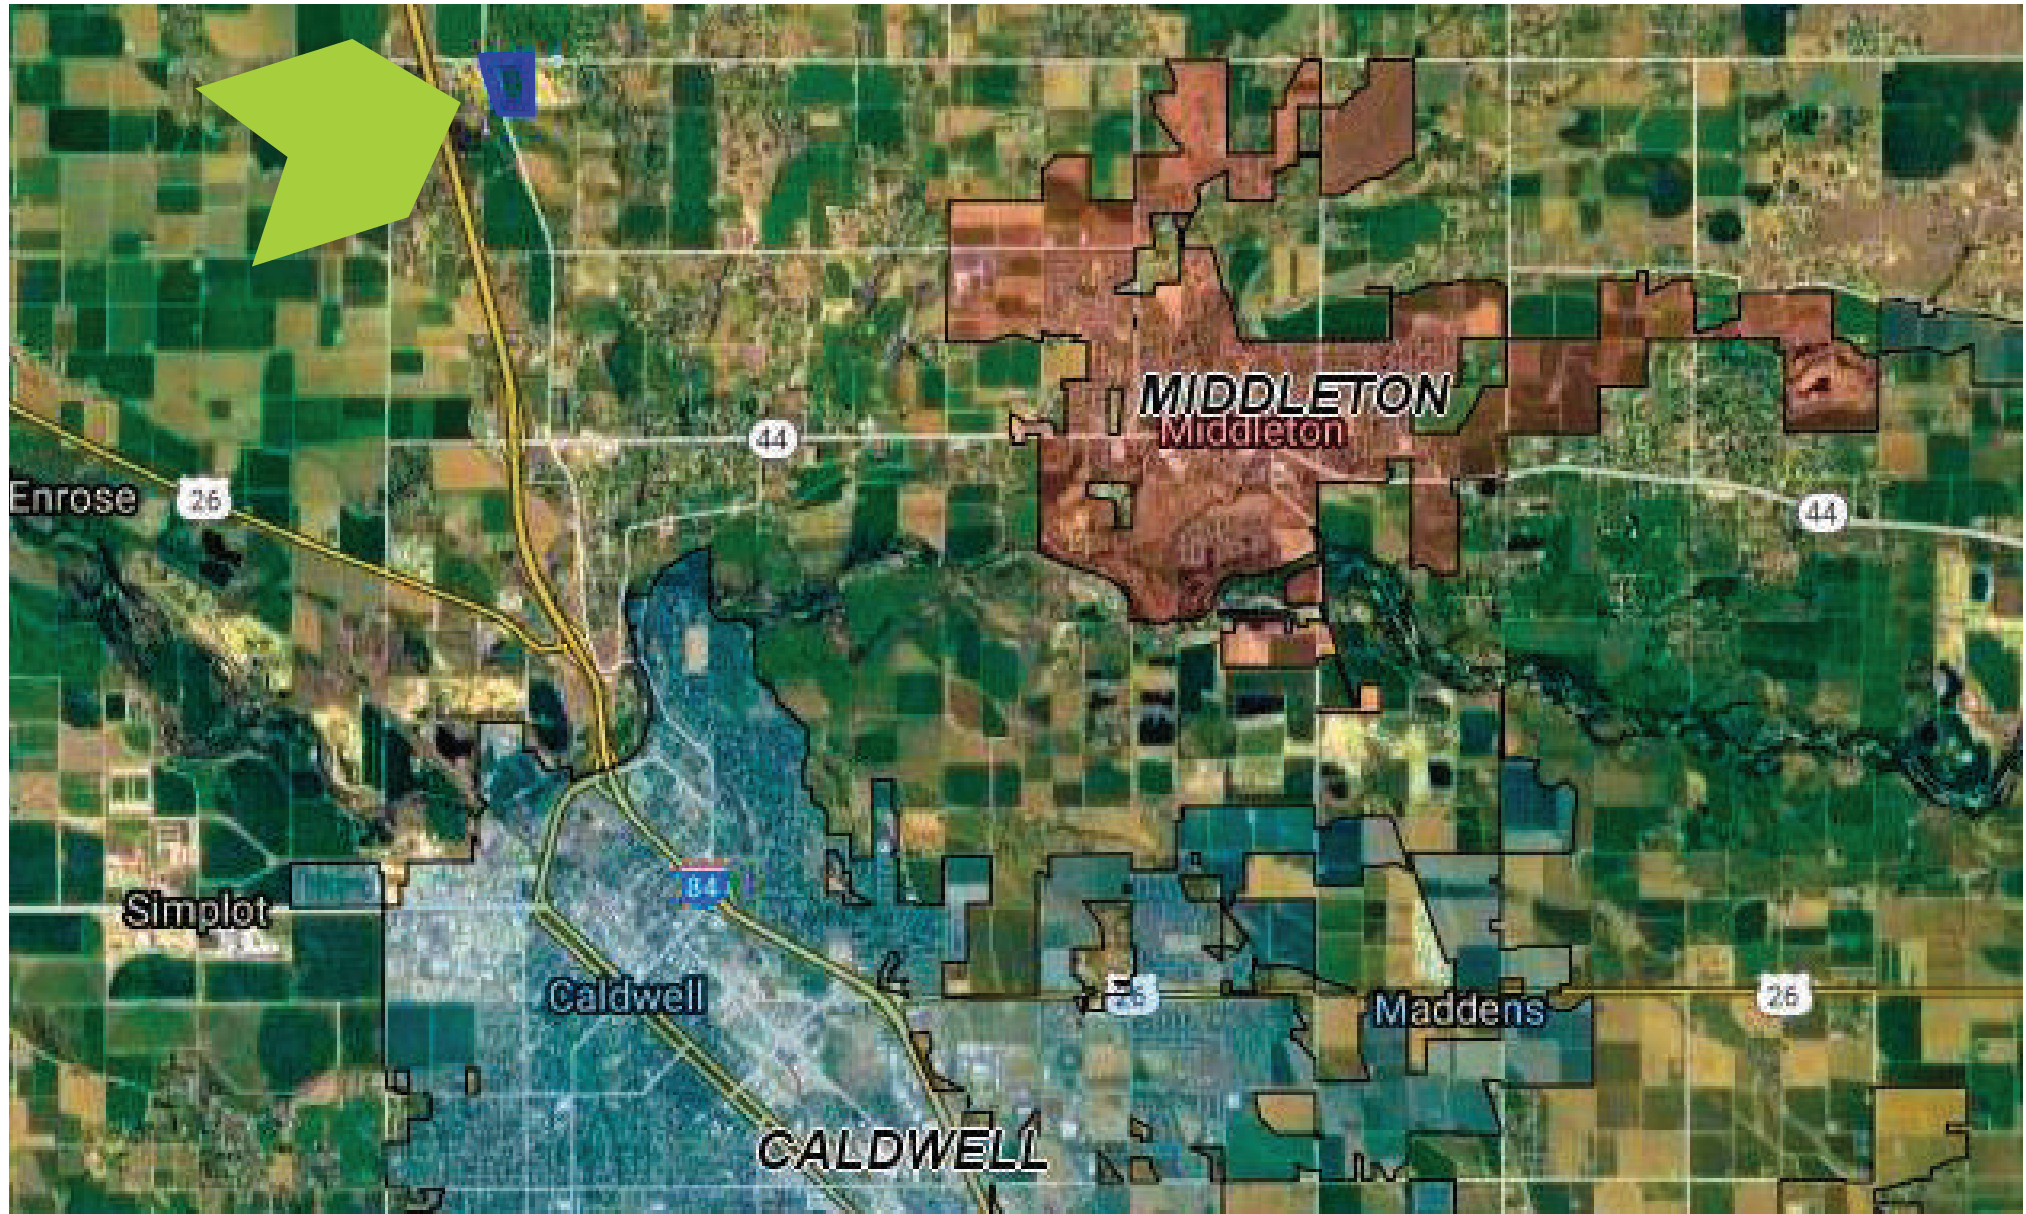 MIDDLETON
Middleton
44
Enrose
26
44
84
Simplot
Caldwell
26
Maddens
26
CALDWELL